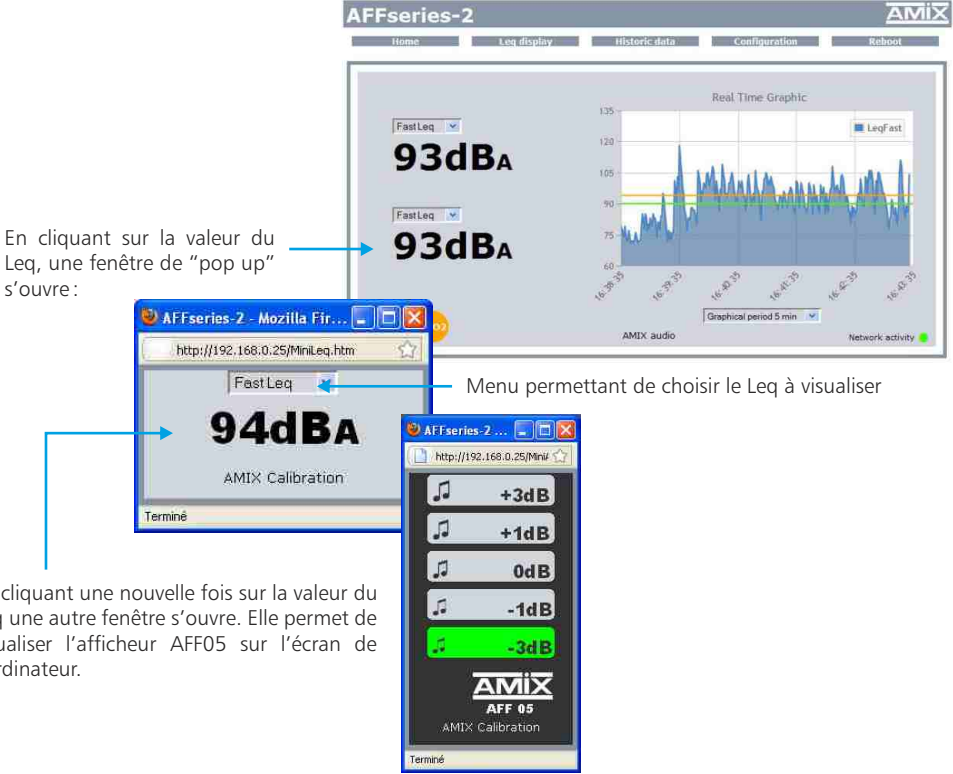 AFFseries-2
AMIX
Home
Leq display
Historic data
Configuration
Reboot
Real Time Graphic
FastLeq
93dBA
FastLeq
93dBA
LeqFast
135
120
105
90
75
60
16:38:35
16:39:35
16:40:35
16:41:35
16:42:35
16:43:35
Graphical period 5 min
AMIX audio
Network activity
En cliquant sur la valeur du
Leq, une fenêtre de “pop up”
s’ouvre :
AFFseries-2 - Mozilla Fir...
http://192.168.0.25/MiniLeq.htm
FastLeq
94dBA
AMIX Calibration
Terminé
Menu permettant de choisir le Leq à visualiser
AFFseries-2 ...
http://192.168.0.25/Mini
+3dB
+1dB
0dB
-1dB
-3dB
AMIX
AFF 05
AMIX Calibration
Terminé
cliquant une nouvelle fois sur la valeur du
une autre fenêtre s’ouvre. Elle permet de
l’afficheur AFF05 sur l’écran de